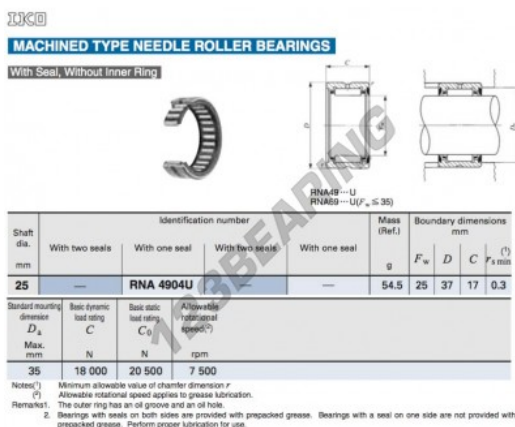 IKO
MACHINED TYPE NEEDLE ROLLER BEARINGS
With Seal, Without Inner Ring
C
D
Fw
Da
RNA49···U
RNA69···U(Fw≦35)
123BEARING
Shaft dia. mm
Identification number
With two seals
With one seal
With two seals
With one seal
Mass (Ref.) g
Boundary dimensions mm
Fw D C rs min(1)
25 — RNA 4904U — — 54.5 25 37 17 0.3
Standard mounting dimension Da Max. mm
Basic dynamic load rating C N
Basic static load rating C0 N
Allowable rotational speed(2) rpm
35 18 000 20 500 7 500
Notes(1) Minimum allowable value of chamfer dimension r
(2) Allowable rotational speed applies to grease lubrication.
Remarks1. The outer ring has an oil groove and an oil hole.
2. Bearings with seals on both sides are provided with prepacked grease. Bearings with a seal on one side are not provided with
prepacked grease. Perform proper lubrication for use.